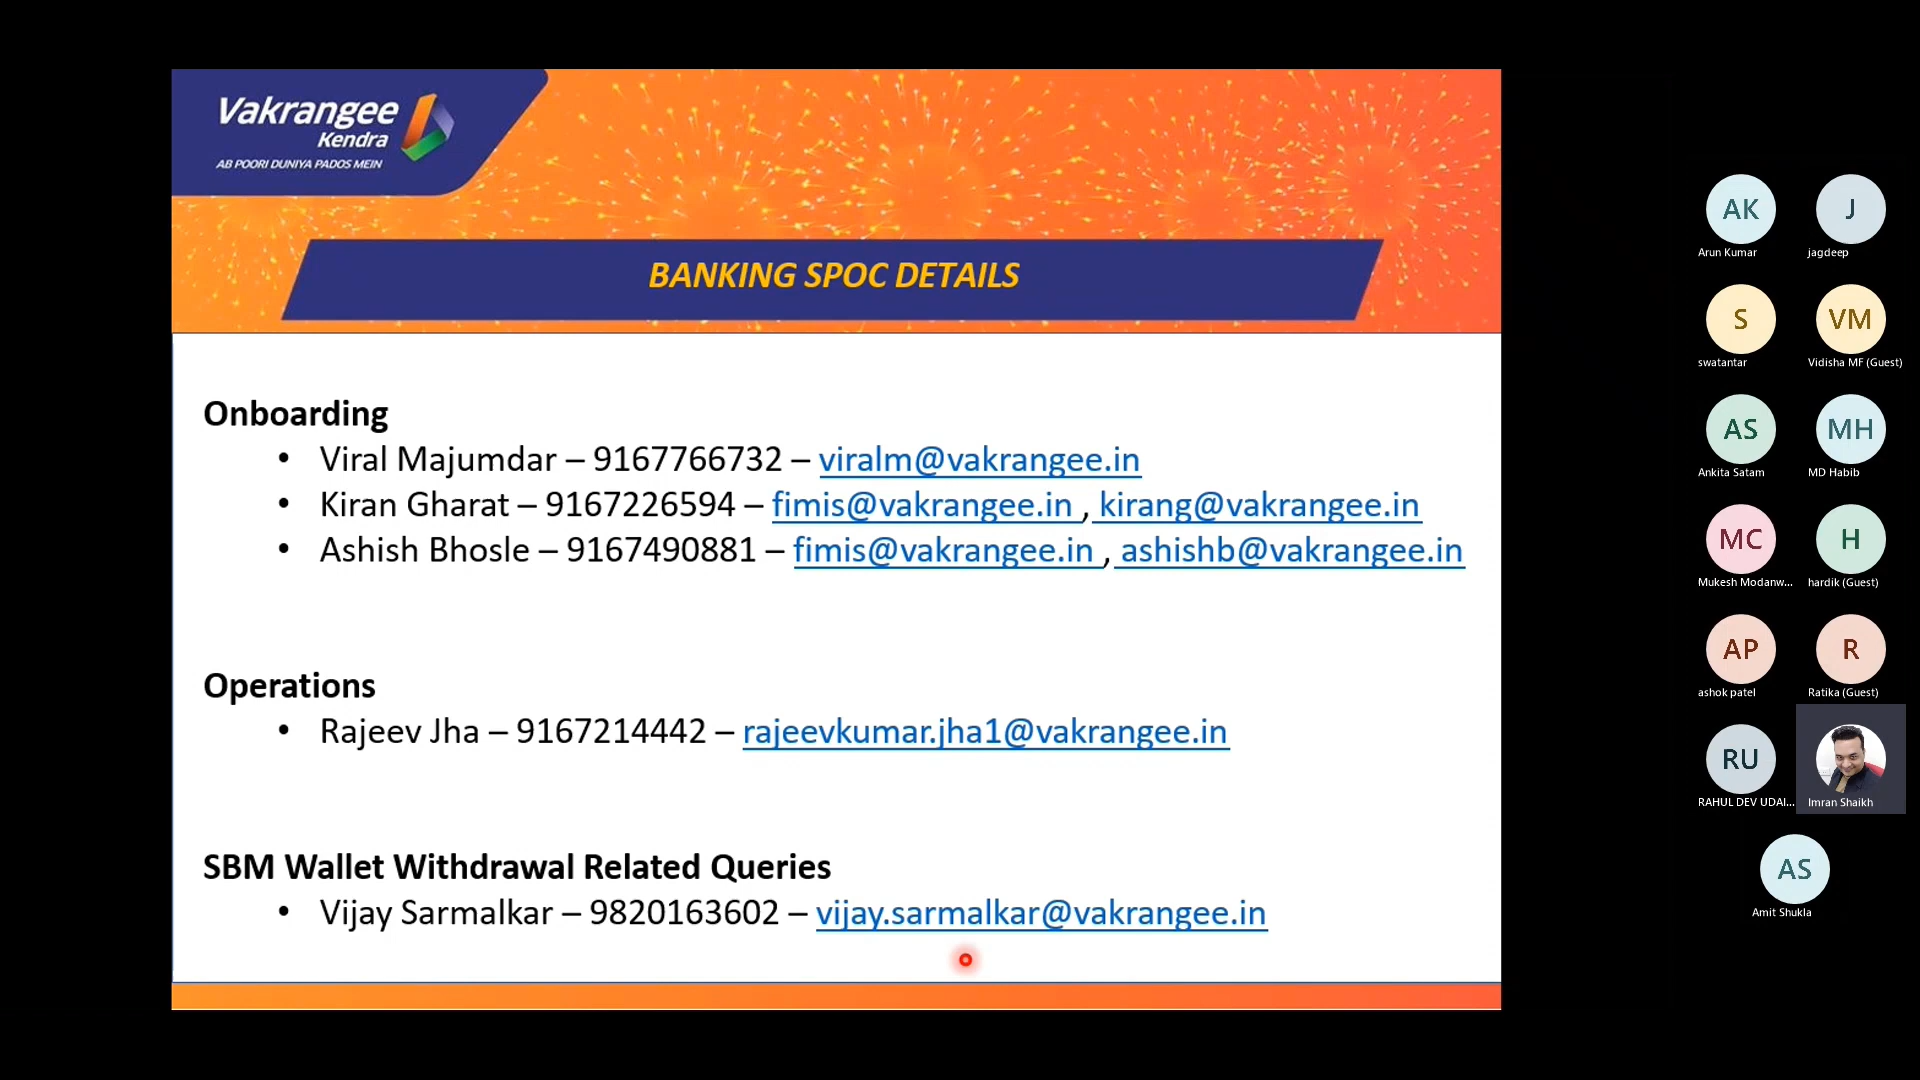 Vakrangee
Kendra
AB POORI DUNIYA PADOS MEIN
BANKING SPOC DETAILS
Onboarding
• Viral Majumdar – 9167766732 – viralm@vakrangee.in
• Kiran Gharat – 9167226594 – fimis@vakrangee.in , kirang@vakrangee.in
• Ashish Bhosle – 9167490881 – fimis@vakrangee.in , ashishb@vakrangee.in
Operations
• Rajeev Jha – 9167214442 – rajeevkumar.jha1@vakrangee.in
SBM Wallet Withdrawal Related Queries
• Vijay Sarmalkar – 9820163602 – vijay.sarmalkar@vakrangee.in
AK J
Arun Kumar jagdeep
S VM
swatantar Vidisha MF (Guest)
AS MH
Ankita Satam MD Habib
MC H
Mukesh Modanw... hardik (Guest)
AP R
ashok patel Ratika (Guest)
RU
RAHUL DEV UDAI... Imran Shaikh
AS
Amit Shukla